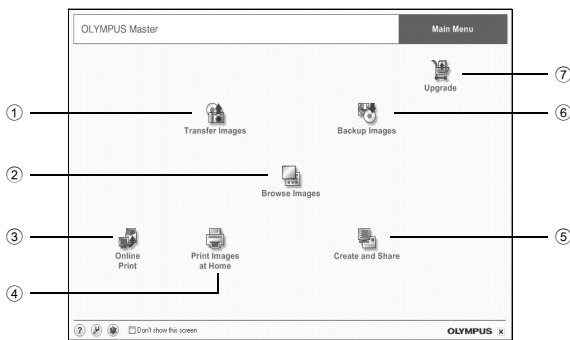 OLYMPUS Master
Main Menu
⑦
Upgrade
①
Transfer Images
Backup Images
⑥
②
Browse Images
③
Online
Print
Print Images
at Home
Create and Share
⑤
④
?
Don't show this screen
OLYMPUS
x